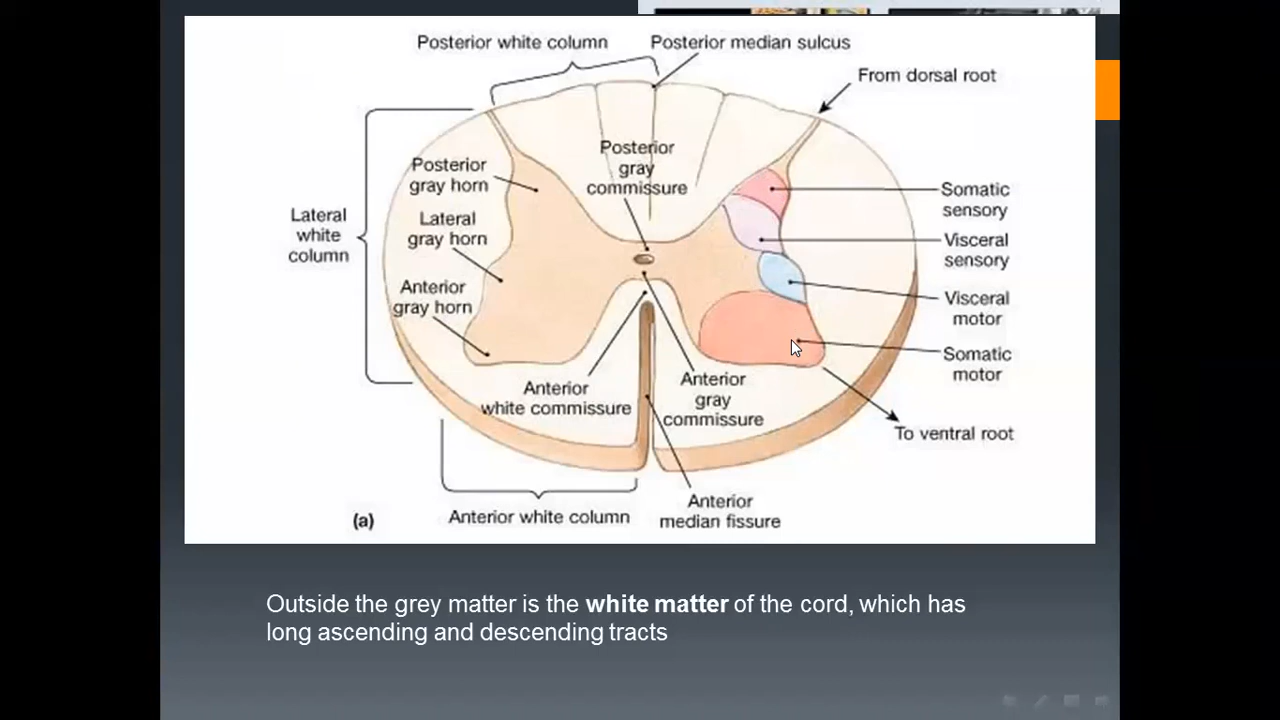 Posterior white column
Posterior median sulcus
From dorsal root
Posterior
gray
commissure
Posterior
gray horn
Lateral
gray horn
Lateral
white
column
Anterior
gray horn
Somatic
sensory
Visceral
sensory
Visceral
motor
Somatic
motor
Anterior
white commissure
Anterior
gray
commissure
To ventral root
Anterior white column
Anterior
median fissure
(a)
Outside the grey matter is the white matter of the cord, which has
long ascending and descending tracts